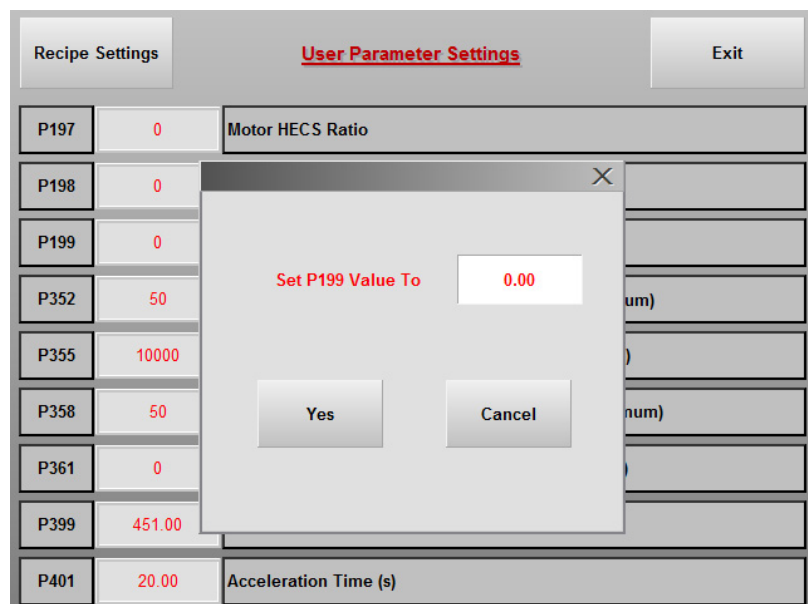 Recipe Settings User Parameter Settings Exit
P197 0 Motor HECS Ratio
P198 0
P199 0
Set P199 Value To 0.00
P352 50 um)
P355 10000 )
P358 50 num)
Yes Cancel
P361 0 )
P399 451.00
P401 20.00 Acceleration Time (s)